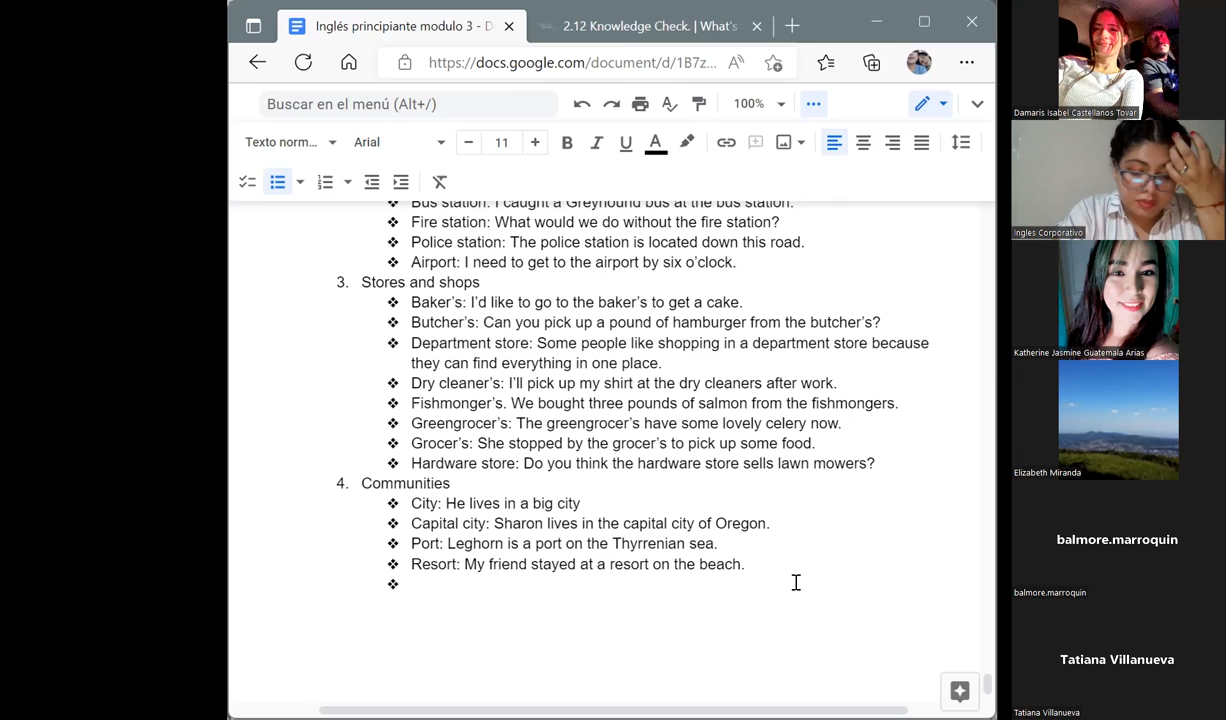 Inglés principiante modulo 3 - D
2.12 Knowledge Check. | What's
https://docs.google.com/document/d/1B7z...
Buscar en el menú (Alt+/)
100%
Texto norm...
Arial
11
Bus station: I caught a Greyhound bus at the bus station.
Fire station: What would we do without the fire station?
Police station: The police station is located down this road.
Airport: I need to get to the airport by six o'clock.
3. Stores and shops
Baker's: I'd like to go to the baker's to get a cake.
Butcher's: Can you pick up a pound of hamburger from the butcher's?
Department store: Some people like shopping in a department store because
they can find everything in one place.
Dry cleaner's: I'll pick up my shirt at the dry cleaners after work.
Fishmonger's. We bought three pounds of salmon from the fishmongers.
Greengrocer's: The greengrocer's have some lovely celery now.
Grocer's: She stopped by the grocer's to pick up some food.
Hardware store: Do you think the hardware store sells lawn mowers?
4. Communities
City: He lives in a big city
Capital city: Sharon lives in the capital city of Oregon.
Port: Leghorn is a port on the Thyrrenian sea.
Resort: My friend stayed at a resort on the beach.
Damaris Isabel Castellanos Tovar
Ingles Corporativo
Katherine Jasmine Guatemala Arias
Elizabeth Miranda
balmore.marroquin
balmore.marroquin
Tatiana Villanueva
Tatiana Villanueva